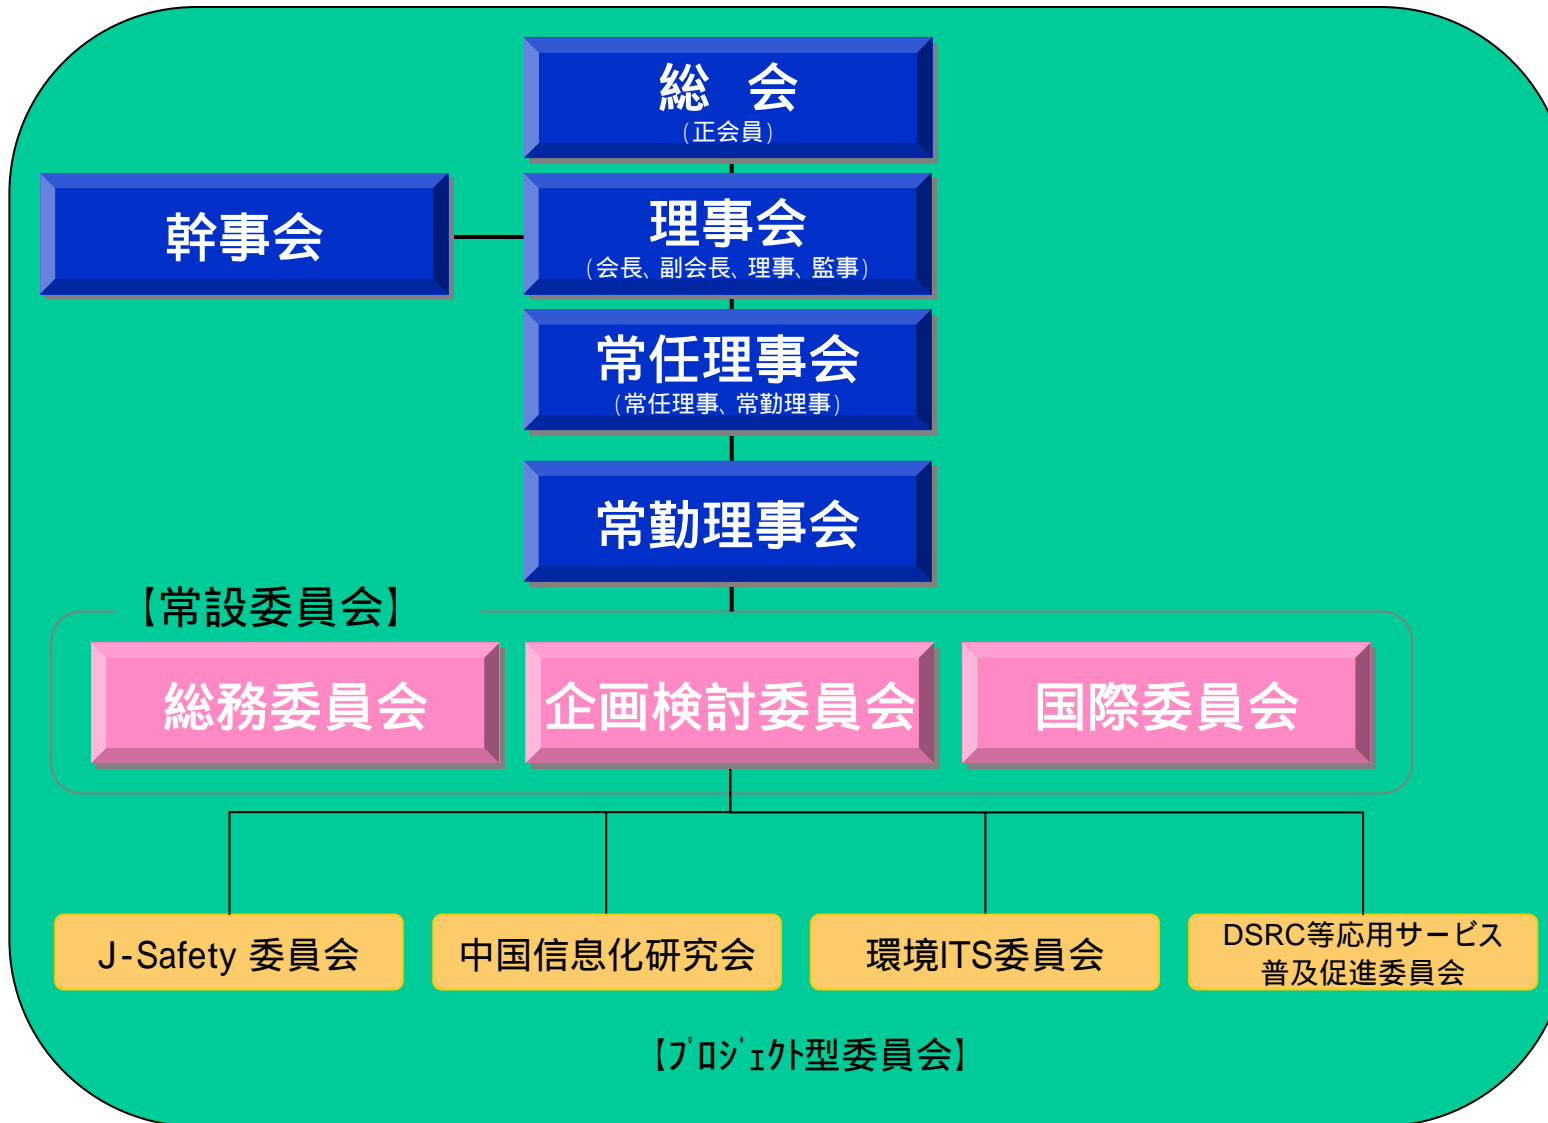 総 会
(正会員)
幹事会
理事会
(会長、副会長、理事、監事)
常任理事会
(常任理事、常勤理事)
常勤理事会
【常設委員会】
総務委員会
企画検討委員会
国際委員会
J-Safety 委員会
中国信息化研究会
環境ITS委員会
DSRC等応用サービス
普及促進委員会
【ﾌﾟﾛｼﾞｪｸﾄ型委員会】